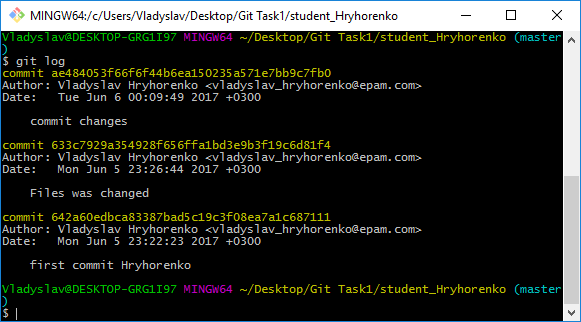 MINGW64:/c/Users/Vladyslav/Desktop/Git Task1/student_Hryhorenko
Vladyslav@DESKTOP-GRG1I97 MINGW64 ~/Desktop/Git Task1/student_Hryhorenko (master
)
$ git log
commit ae484053f66f6f44b6ea150235a571e7bb9c7fb0
Author: Vladyslav Hryhorenko <vladyslav_hryhorenko@epam.com>
Date:   Tue Jun 6 00:09:49 2017 +0300
    commit changes
commit 633c7929a354928f656ffa1bd3e9b3f19c6d81f4
Author: Vladyslav Hryhorenko <vladyslav_hryhorenko@epam.com>
Date:   Mon Jun 5 23:26:44 2017 +0300
    Files was changed
commit 642a60edbca83387bad5c19c3f08ea7a1c687111
Author: Vladyslav Hryhorenko <vladyslav_hryhorenko@epam.com>
Date:   Mon Jun 5 23:22:23 2017 +0300
    first commit Hryhorenko
Vladyslav@DESKTOP-GRG1I97 MINGW64 ~/Desktop/Git Task1/student_Hryhorenko (master
)
$